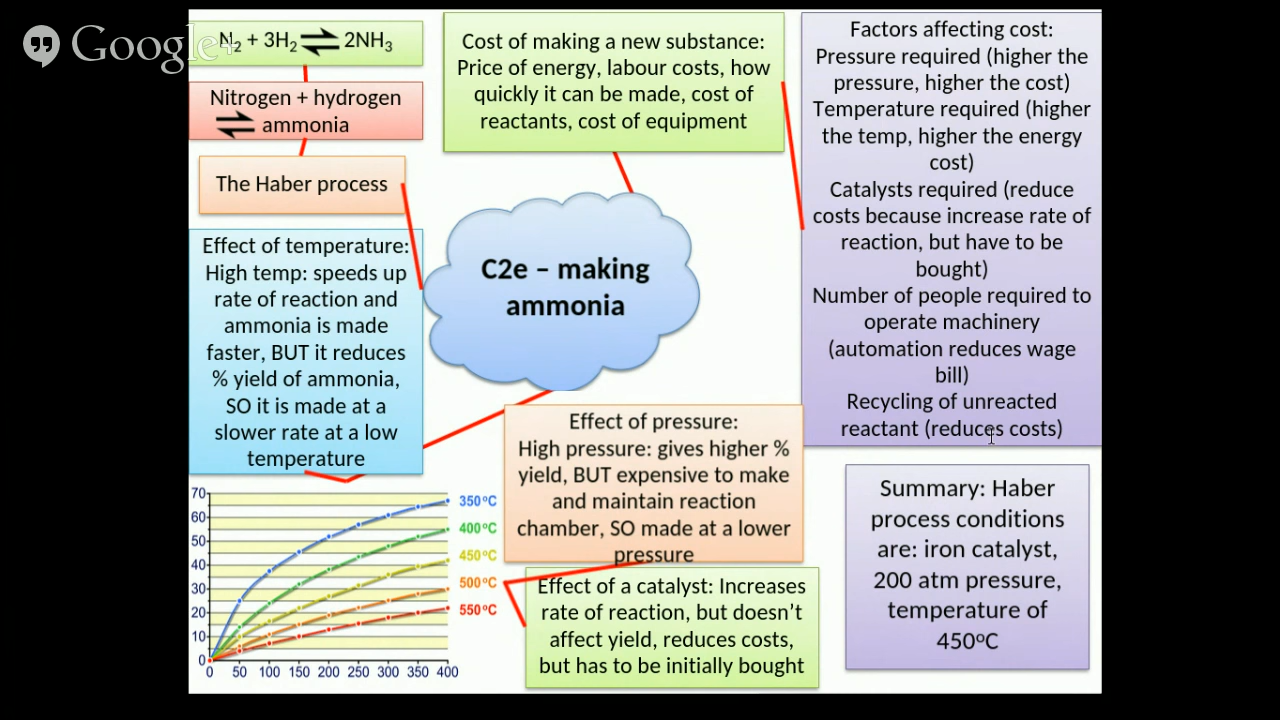 Google+
N2 + 3H2 ⇌ 2NH3
Nitrogen + hydrogen
⇌ ammonia
The Haber process
Effect of temperature:
High temp: speeds up
rate of reaction and
ammonia is made
faster, BUT it reduces
% yield of ammonia,
SO it is made at a
slower rate at a low
temperature
Cost of making a new substance:
Price of energy, labour costs, how
quickly it can be made, cost of
reactants, cost of equipment
C2e – making
ammonia
Factors affecting cost:
Pressure required (higher the
pressure, higher the cost)
Temperature required (higher
the temp, higher the energy
cost)
Catalysts required (reduce
costs because increase rate of
reaction, but have to be
bought)
Number of people required to
operate machinery
(automation reduces wage
bill)
Recycling of unreacted
reactant (reduces costs)
Effect of pressure:
High pressure: gives higher %
yield, BUT expensive to make
and maintain reaction
chamber, SO made at a lower
pressure
Effect of a catalyst: Increases
rate of reaction, but doesn't
affect yield, reduces costs,
but has to be initially bought
Summary: Haber
process conditions
are: iron catalyst,
200 atm pressure,
temperature of
450ºC
70
60
50
40
30
20
10
0
0 50 100 150 200 250 300 350 400
350ºC
400ºC
450ºC
500ºC
550ºC